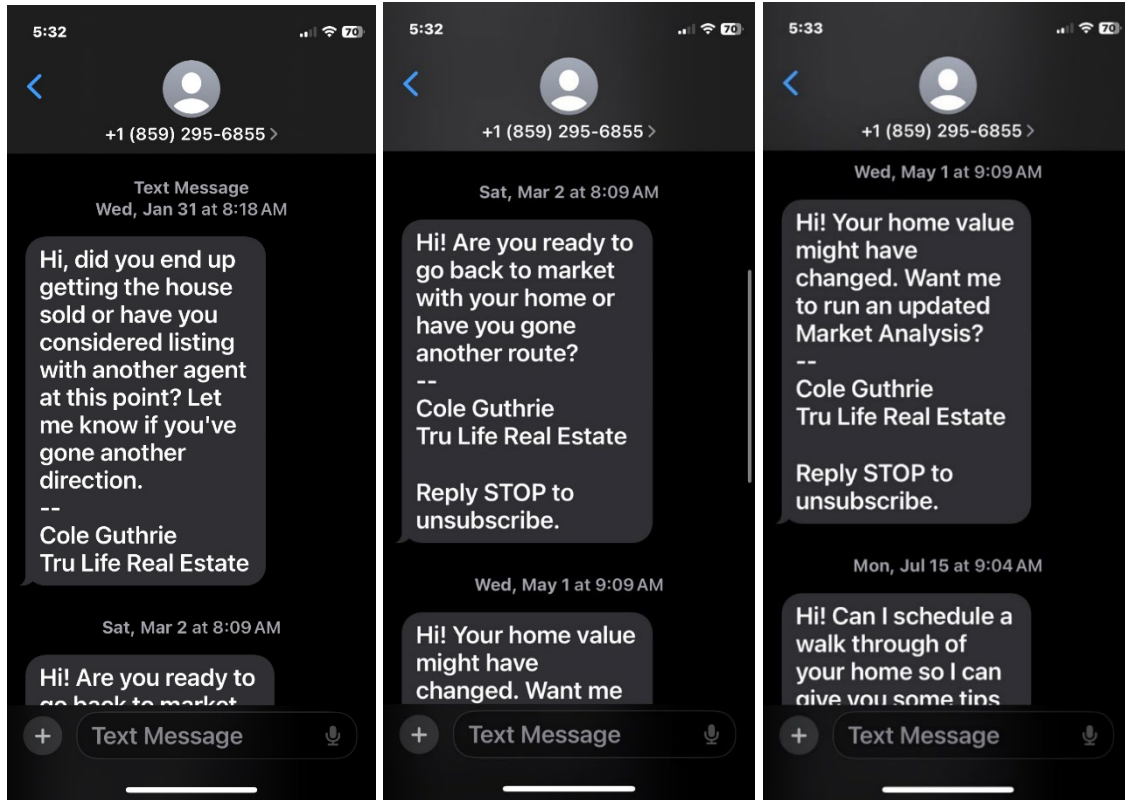 5:32
70
+1 (859) 295-6855 >
Text Message
Wed, Jan 31 at 8:18 AM
Hi, did you end up
getting the house
sold or have you
considered listing
with another agent
at this point? Let
me know if you've
gone another
direction.
--
Cole Guthrie
Tru Life Real Estate
Sat, Mar 2 at 8:09 AM
Hi! Are you ready to
go back to market
Text Message
5:32
70
+1 (859) 295-6855 >
Sat, Mar 2 at 8:09 AM
Hi! Are you ready to
go back to market
with your home or
have you gone
another route?
--
Cole Guthrie
Tru Life Real Estate
Reply STOP to
unsubscribe.
Wed, May 1 at 9:09 AM
Hi! Your home value
might have
changed. Want me
Text Message
5:33
70
+1 (859) 295-6855 >
Wed, May 1 at 9:09 AM
Hi! Your home value
might have
changed. Want me
to run an updated
Market Analysis?
--
Cole Guthrie
Tru Life Real Estate
Reply STOP to
unsubscribe.
Mon, Jul 15 at 9:04 AM
Hi! Can I schedule a
walk through of
your home so I can
give you some tips
Text Message